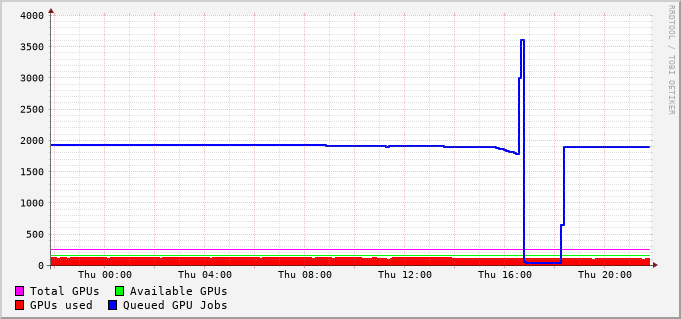 4000
3500
3000
2500
2000
1500
1000
500
0
Thu 00:00 Thu 04:00 Thu 08:00 Thu 12:00 Thu 16:00 Thu 20:00
Total GPUs Available GPUs
GPUs used Queued GPU Jobs
RRDTOOL / TOBI OETIKER